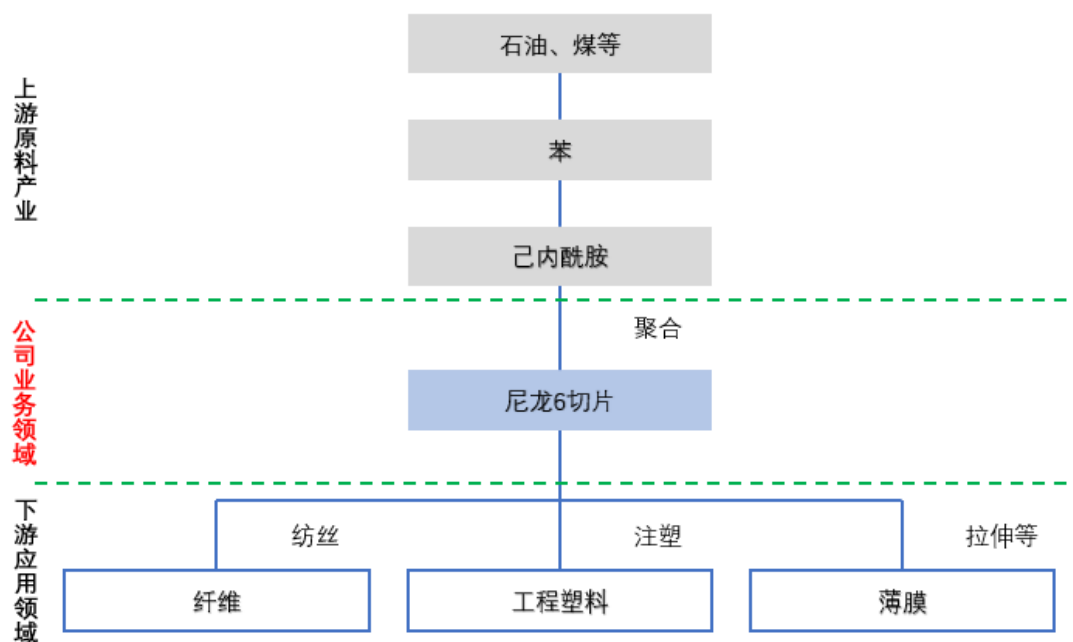 上游原料产业
石油、煤等
苯
己内酰胺
公司业务领域
聚合
尼龙6切片
下游应用领域
纺丝
注塑
拉伸等
纤维
工程塑料
薄膜